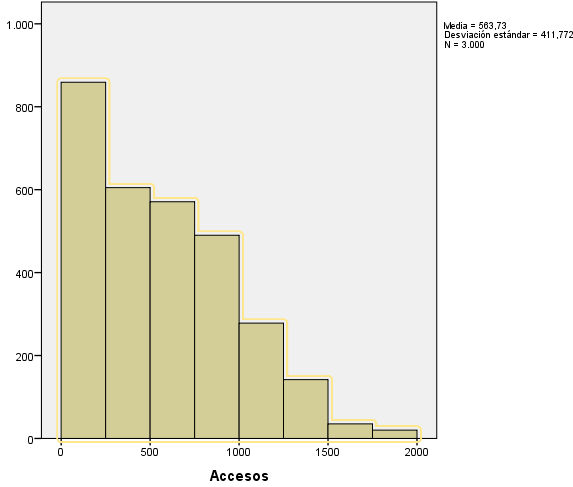 Media = 563,73
Desviación estándar = 411,772
N = 3.000
1.000
800
600
400
200
0
0 500 1000 1500 2000
Accesos